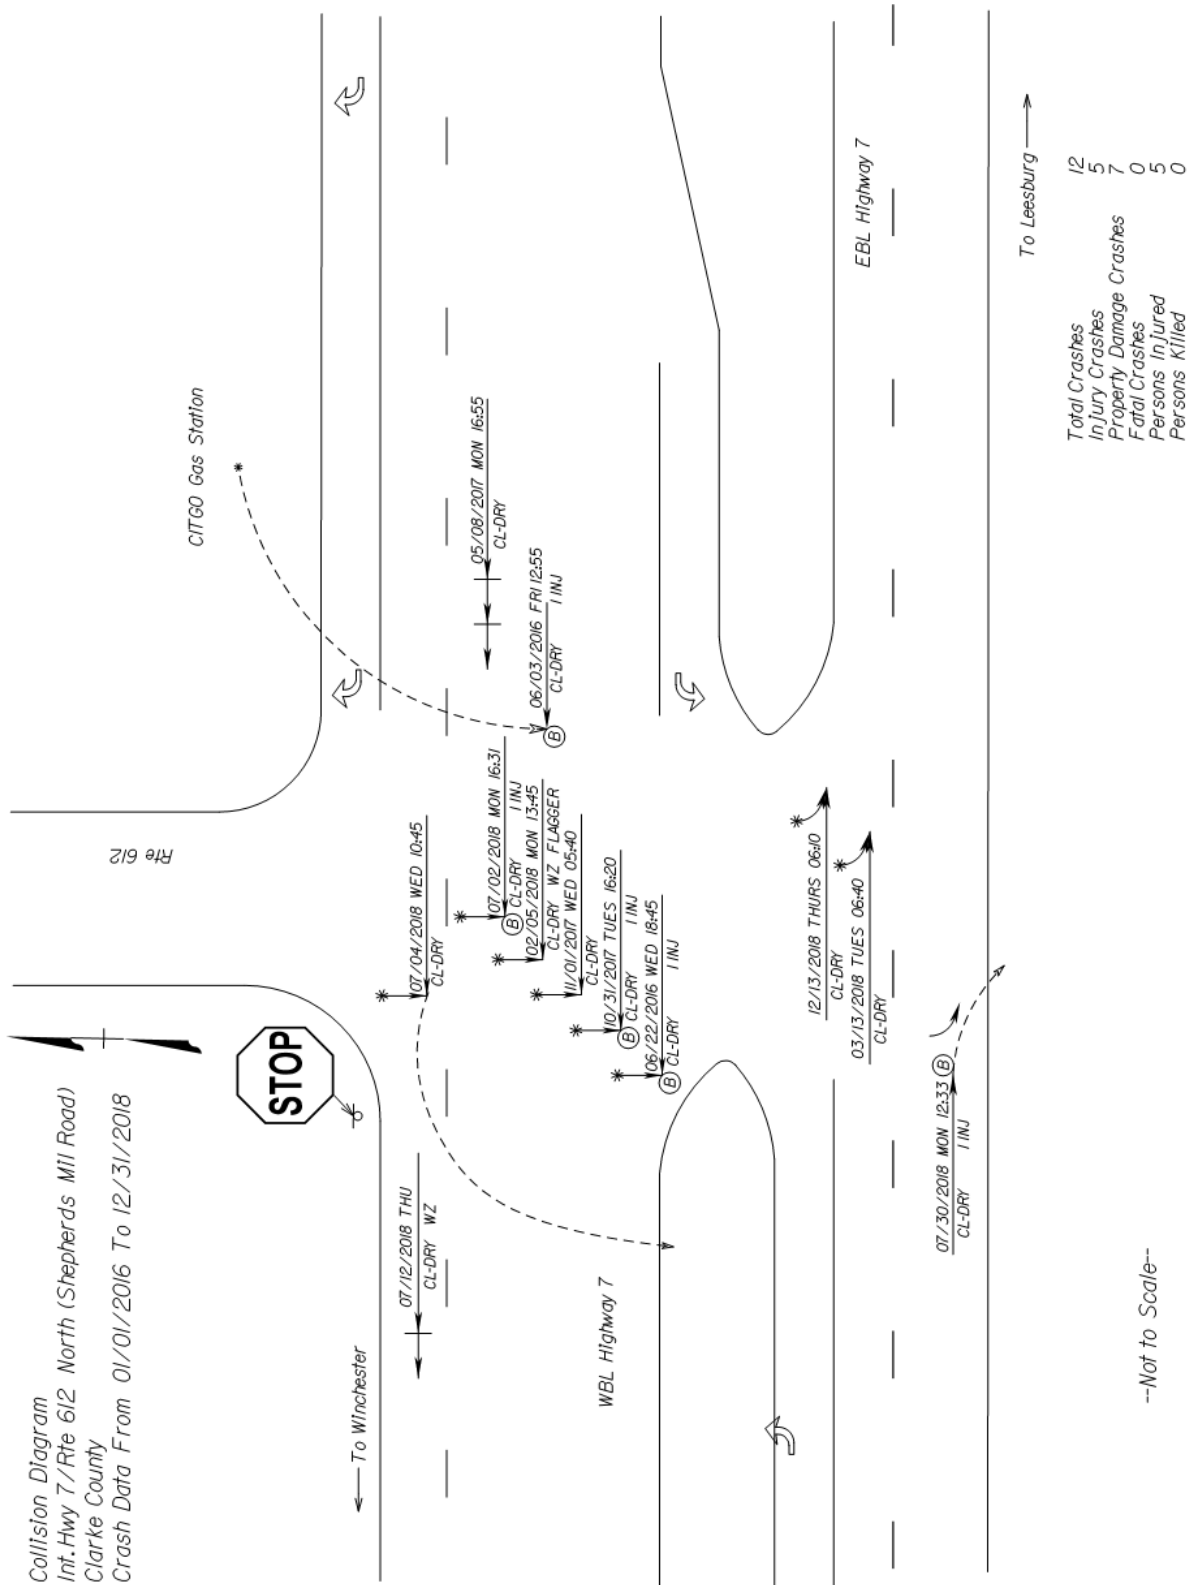 Collision Diagram
Int. Hwy 7/Rte 612 North (Shepherds Mil Road)
Clarke County
Crash Data From 01/01/2016 To 12/31/2018
Rte 612
CITGO Gas Station
STOP
To Winchester
07/12/2018 THU
CL-DRY WZ
07/04/2018 WED 10:45
CL-DRY
05/08/2017 MON 16:55
CL-DRY
07/02/2018 MON 16:31
B CL-DRY 1 INJ
06/03/2016 FRI 12:55
CL-DRY 1 INJ
B
02/05/2018 MON 13:45
CL-DRY WZ FLAGGER
11/01/2017 WED 05:40
CL-DRY
10/31/2017 TUES 16:20
B CL-DRY 1 INJ
06/22/2016 WED 18:45
B CL-DRY 1 INJ
WBL Highway 7
EBL Highway 7
12/13/2018 THURS 06:10
CL-DRY
03/13/2018 TUES 06:40
CL-DRY
07/30/2018 MON 12:33 B
CL-DRY 1 INJ
To Leesburg
Total Crashes 12
Injury Crashes 5
Property Damage Crashes 7
Fatal Crashes 0
Persons Injured 5
Persons Killed 0
--Not to Scale--